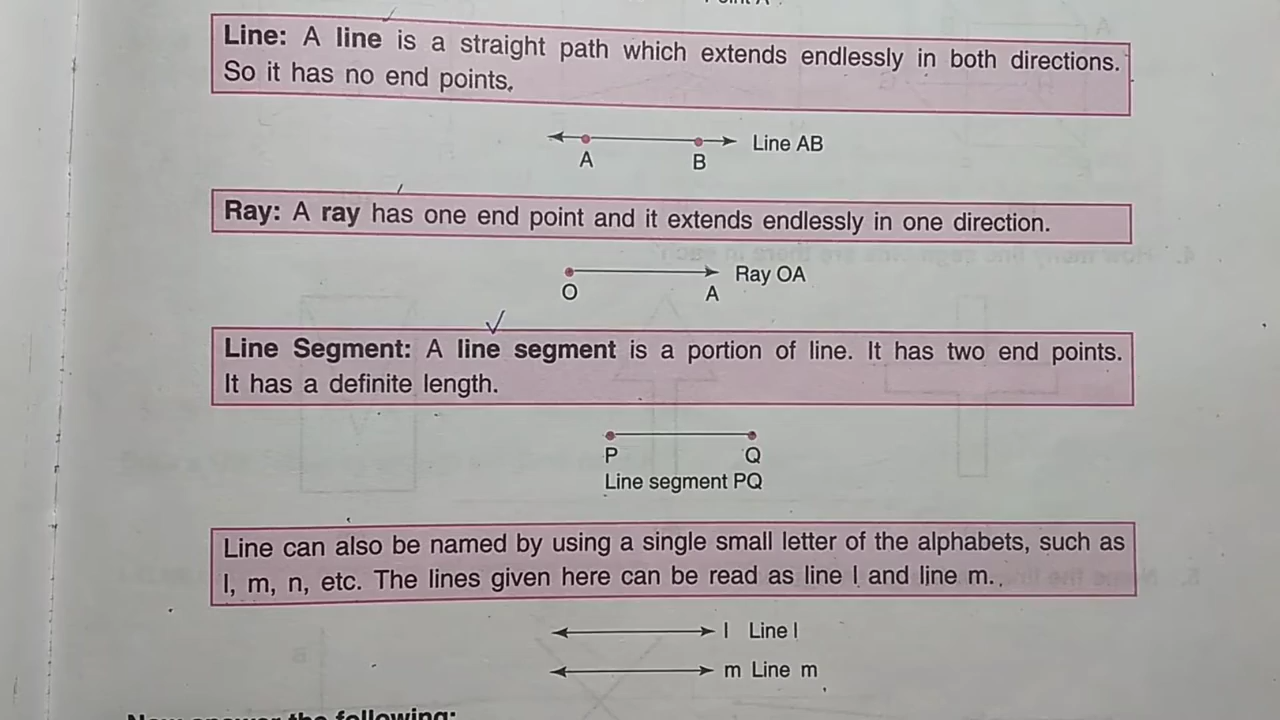 Line: A line is a straight path which extends endlessly in both directions.
So it has no end points.
Line AB
A B
Ray: A ray has one end point and it extends endlessly in one direction.
Ray OA
O A
Line Segment: A line segment is a portion of line. It has two end points.
It has a definite length.
P Q
Line segment PQ
Line can also be named by using a single small letter of the alphabets, such as
l, m, n, etc. The lines given here can be read as line l and line m.
l Line l
m Line m
Now answer the following: